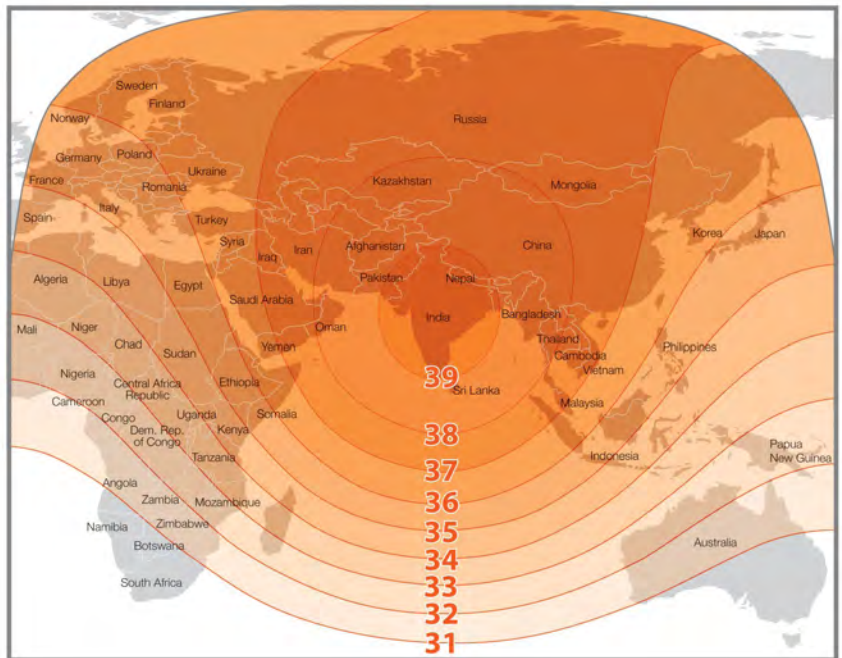 Sweden
Finland
Norway
Russia
Germany
Poland
Ukraine
France
Romania
Kazakhstan
Mongolia
Spain
Italy
Turkey
Syria
Iraq
Iran
Afghanistan
China
Korea
Japan
Algeria
Libya
Egypt
Pakistan
Nepal
Saudi Arabia
Oman
India
Bangladesh
Mali
Niger
Chad
Sudan
Yemen
Thailand
Cambodia
Vietnam
Philippines
Nigeria
Central Africa
Republic
Ethiopia
39
Sri Lanka
Cameroon
Congo
Uganda
Somalia
Malaysia
Dem. Rep.
of Congo
Kenya
38
Tanzania
37
Indonesia
Papua
New Guinea
Angola
Zambia
Mozambique
36
Namibia
Zimbabwe
35
Botswana
Australia
34
South Africa
33
32
31